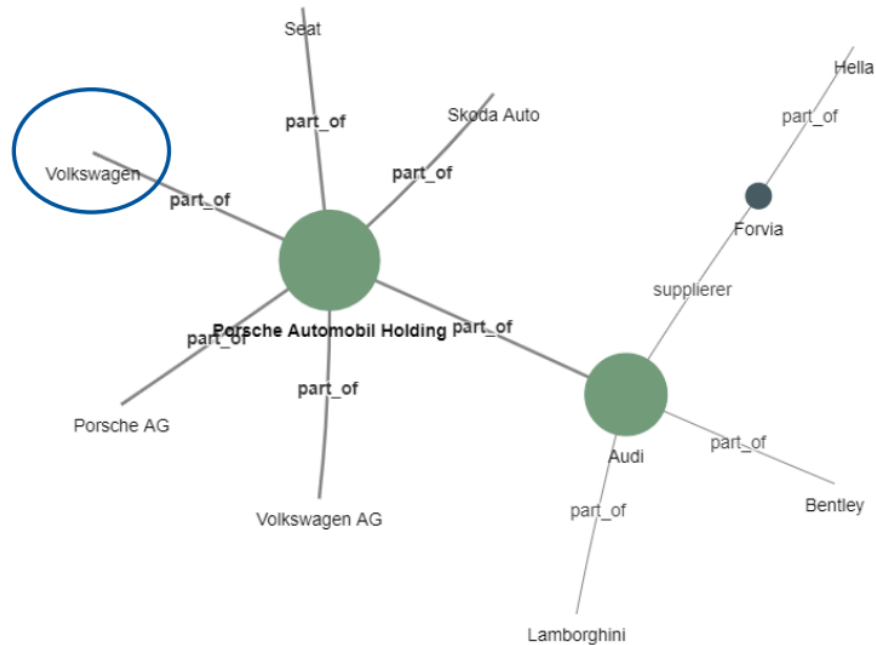 Seat
Hella
Skoda Auto
part_of
part_of
part_of
Volkswagen
part_of
Forvia
supplierer
Porsche Automobil Holding
part_of
part_of
part_of
Porsche AG
part_of
Audi
Bentley
Volkswagen AG
part_of
Lamborghini